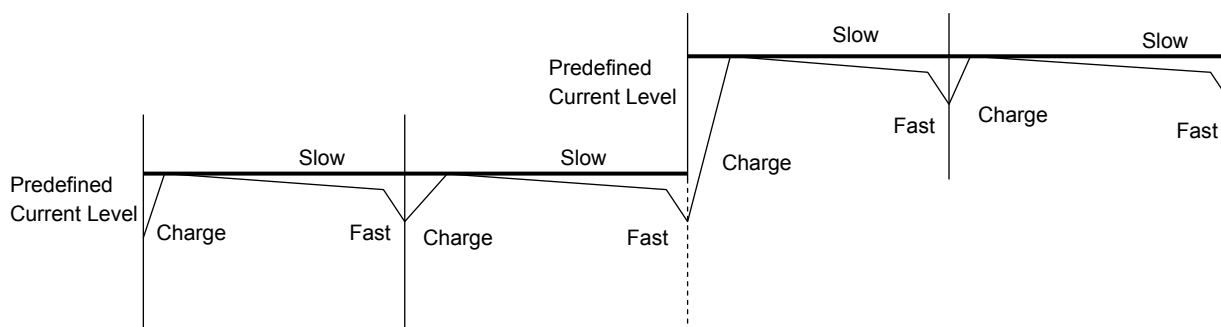 Slow
Slow
Predefined
Current Level
Fast
Charge
Fast
Charge
Slow
Slow
Predefined
Current Level
Charge
Fast
Charge
Fast